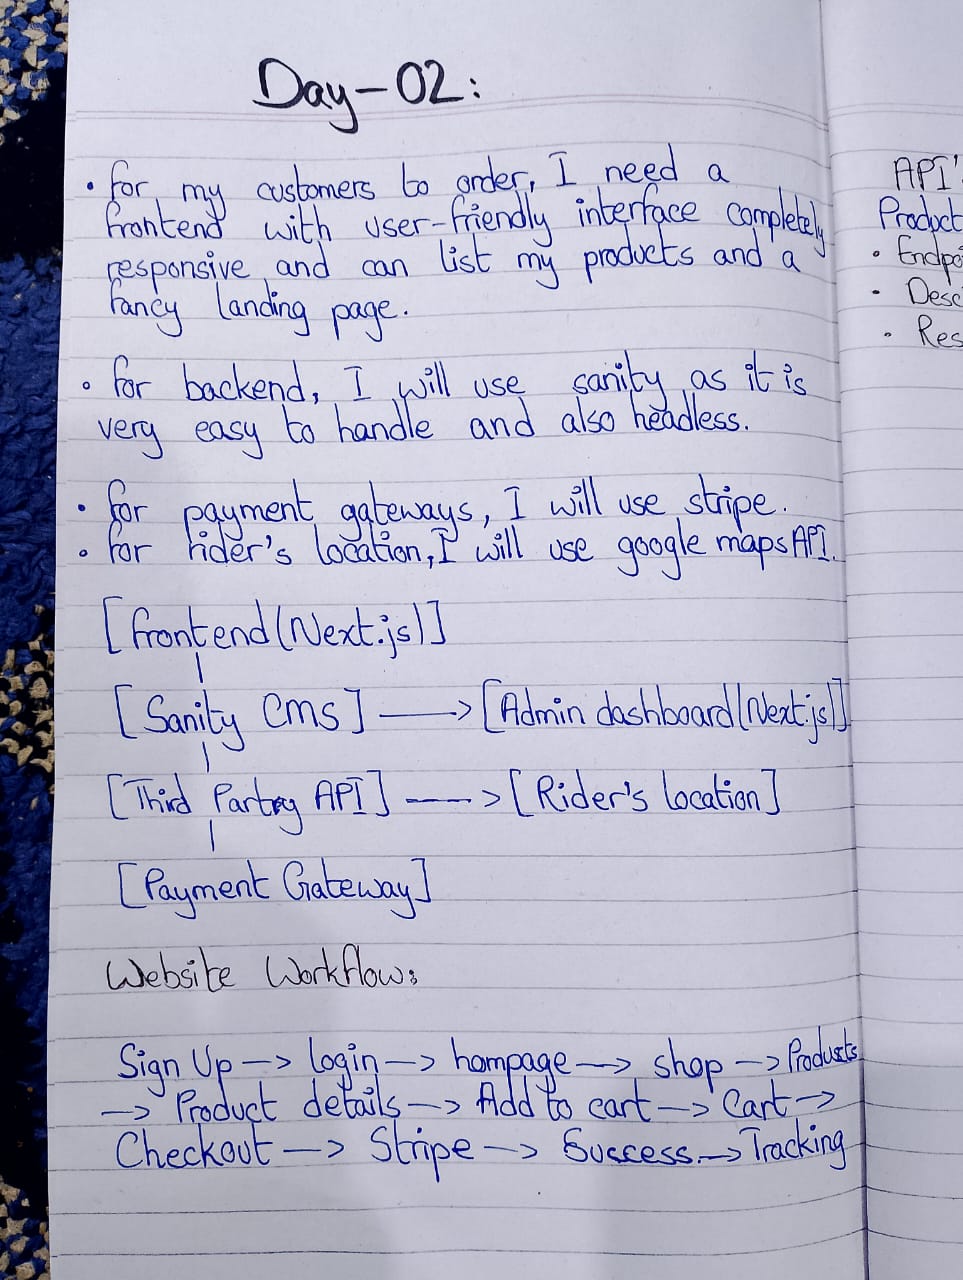 Day-02:
• for my customers to order, I need a
frontend with user-friendly interface completely
responsive and can list my products and a
fancy landing page.
• for backend, I will use sanity as it is
very easy to handle and also headless.
• for payment gateways, I will use stripe.
• for rider's location, I will use google maps API.
[frontend(Next.js)]
|
[Sanity CMS] ——> [Admin dashboard(Next.js)]
|
[Third Party API] ——> [Rider's location]
|
[Payment Gateway]
Website Workflow:
Sign Up —> login —> hompage —> shop —> Products
—> Product details —> Add to cart —> Cart —>
Checkout —> Stripe —> Success —> Tracking
API'
Product
• Endpo
• Desc
• Res